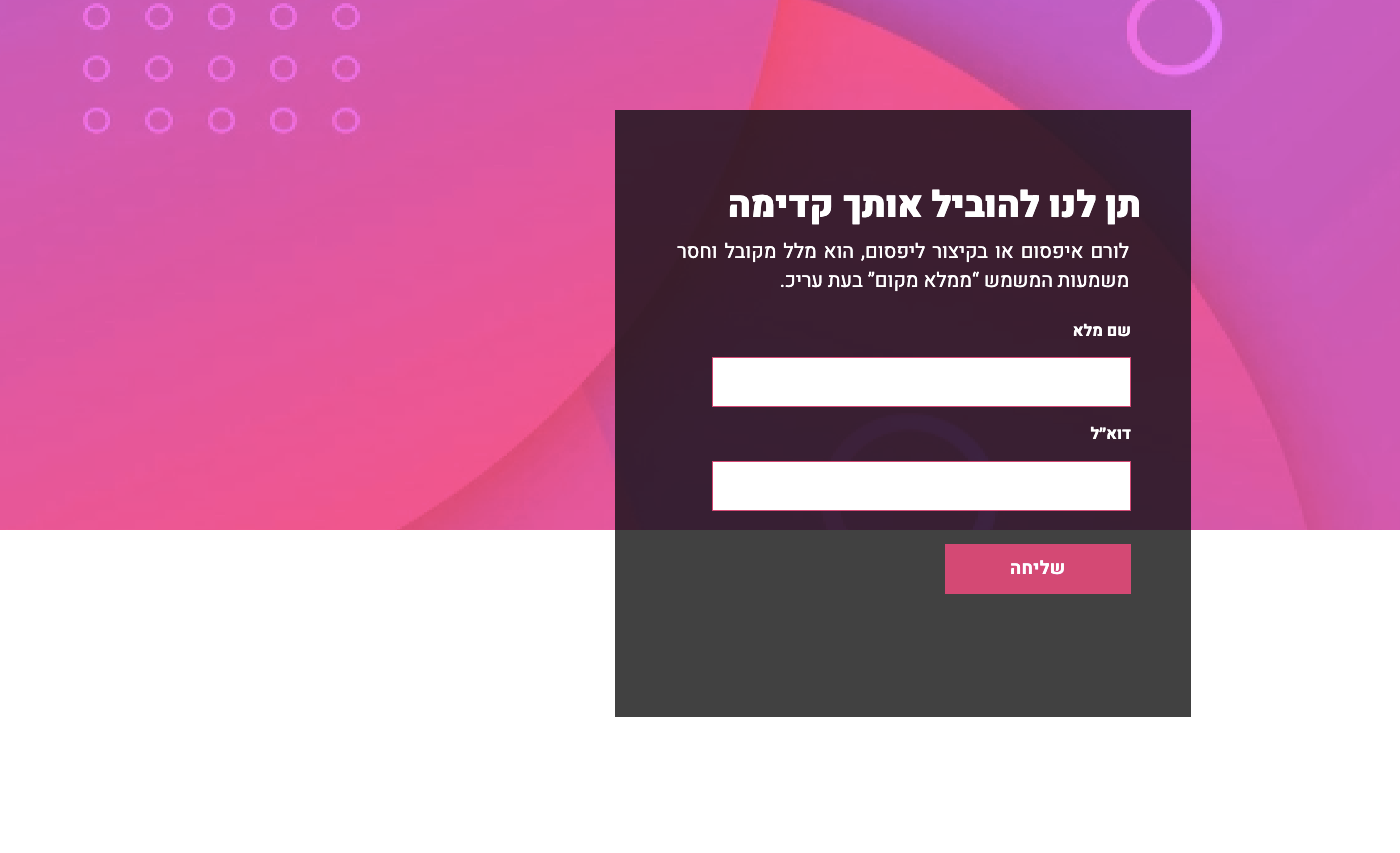 תן לנו להוביל אותך קדימה
לורם איפסום או בקיצור ליפסום, הוא מלל מקובל וחסר
משמעות המשמש “ממלא מקום” בעת עריכ.
שם מלא
דוא״ל
שליחה